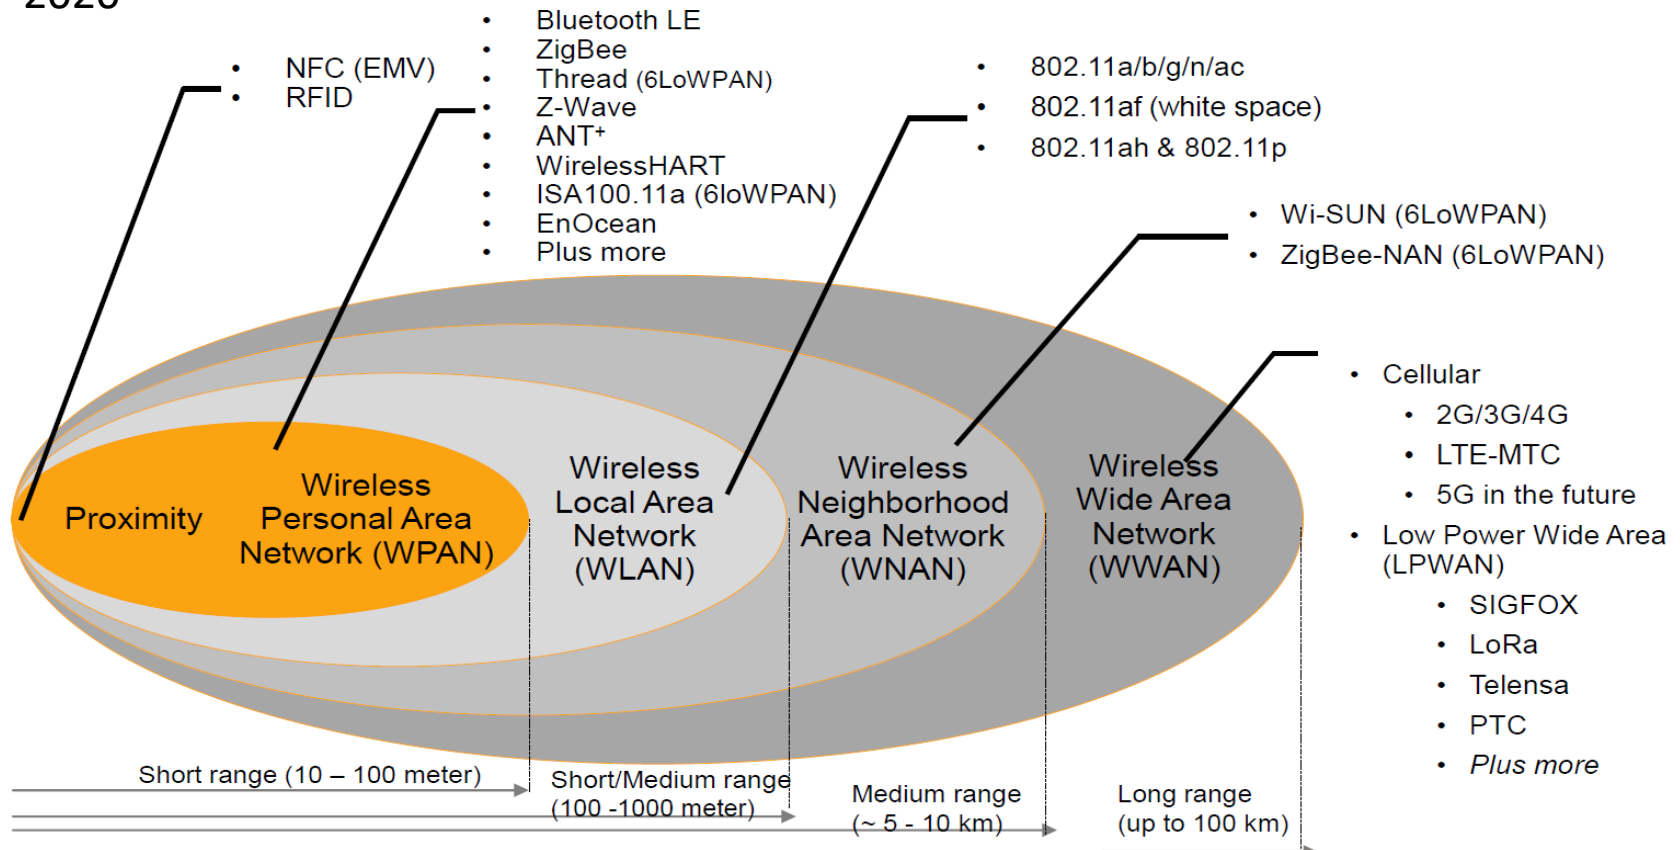 NFC (EMV)
RFID
Bluetooth LE
ZigBee
Thread (6LoWPAN)
Z-Wave
ANT+
WirelessHART
ISA100.11a (6loWPAN)
EnOcean
Plus more
802.11a/b/g/n/ac
802.11af (white space)
802.11ah & 802.11p
Wi-SUN (6LoWPAN)
ZigBee-NAN (6LoWPAN)
Cellular
2G/3G/4G
LTE-MTC
5G in the future
Low Power Wide Area
(LPWAN)
SIGFOX
LoRa
Telensa
PTC
Plus more
Proximity
Wireless
Personal Area
Network (WPAN)
Wireless
Local Area
Network
(WLAN)
Wireless
Neighborhood
Area Network
(WNAN)
Wireless
Wide Area
Network
(WWAN)
Short range (10 – 100 meter)
Short/Medium range
(100 -1000 meter)
Medium range
(~ 5 - 10 km)
Long range
(up to 100 km)